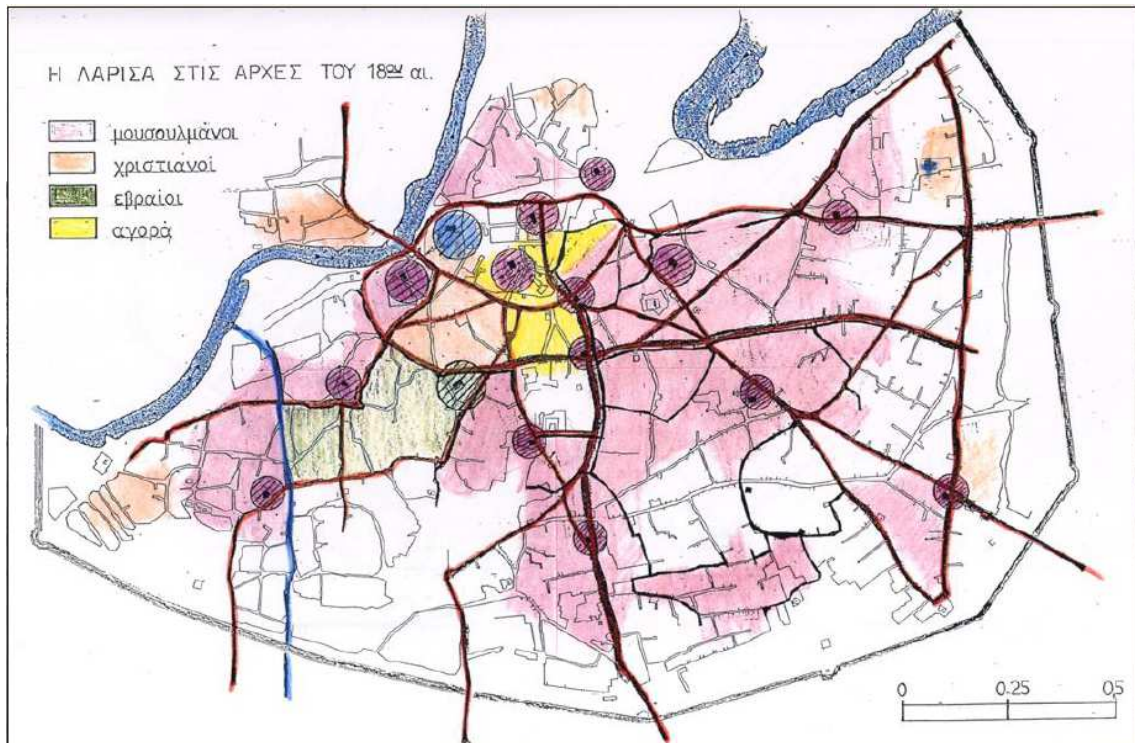 Η ΛΑΡΙΣΑ ΣΤΙΣ ΑΡΧΕΣ ΤΟΥ 18ου αι.
μουσουλμάνοι
χριστιανοί
εβραίοι
αγορά
0 0.25 0.5